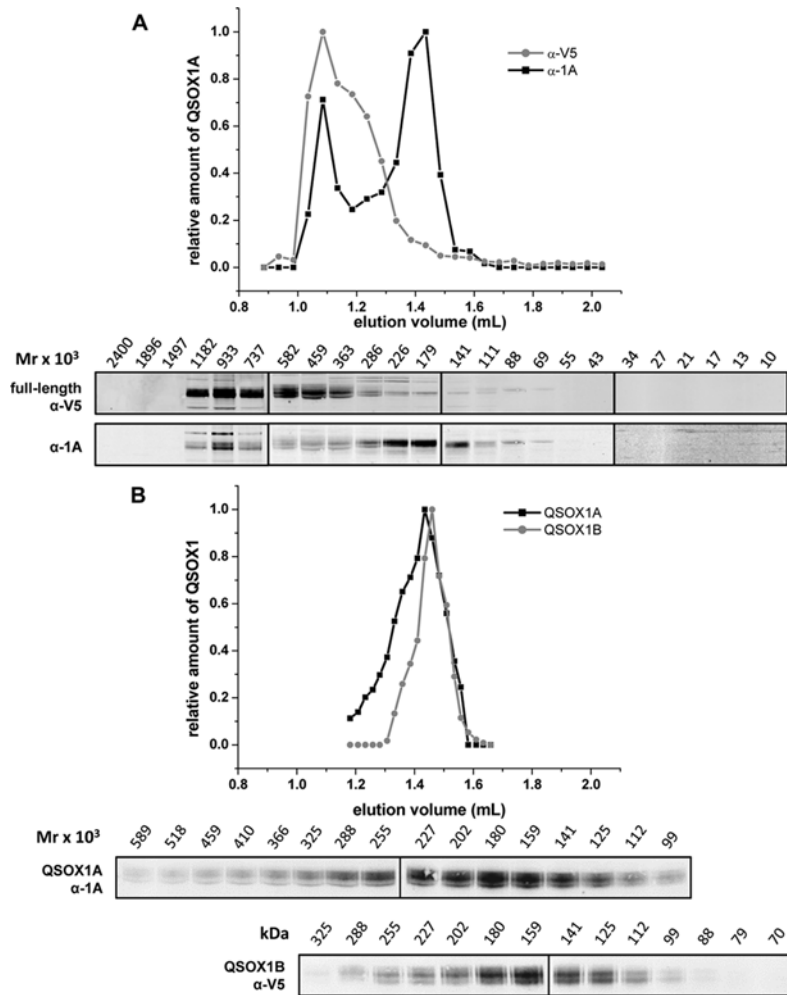 A
α-V5
α-1A
relative amount of QSOX1A
1.0
0.8
0.6
0.4
0.2
0.0
0.8 1.0 1.2 1.4 1.6 1.8 2.0
elution volume (mL)
Mr x 10³ 2400 1896 1497 1182 933 737 582 459 363 286 226 179 141 111 88 69 55 43 34 27 21 17 13 10
full-length
α-V5
α-1A
B
QSOX1A
QSOX1B
relative amount of QSOX1
1.0
0.8
0.6
0.4
0.2
0.0
0.8 1.0 1.2 1.4 1.6 1.8 2.0
elution volume (mL)
Mr x 10³ 589 518 459 410 366 325 288 255 227 202 180 159 141 125 112 99
QSOX1A
α-1A
kDa 325 288 255 227 202 180 159 141 125 112 99 88 79 70
QSOX1B
α-V5